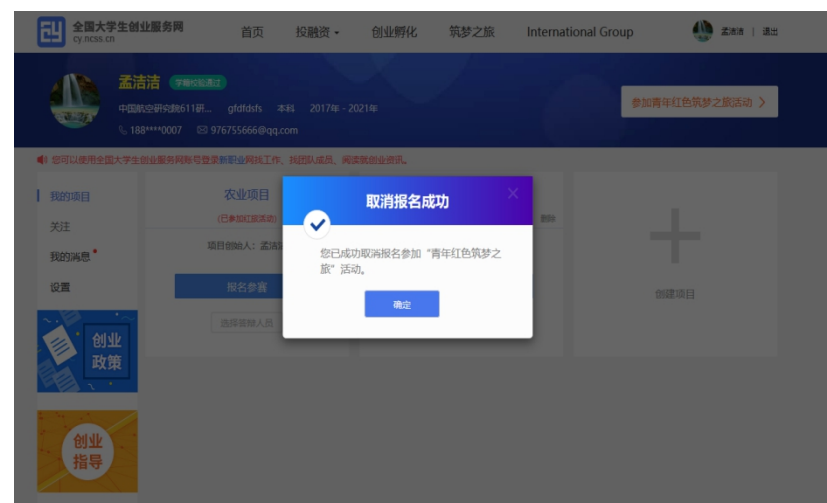 全国大学生创业服务网
cy.ncss.cn
首页
投融资
创业孵化
筑梦之旅
International Group
孟洁洁 | 退出
孟洁洁 学籍校验通过
中国航空研究院611研... gfdfdsfs 本科 2017年 - 2021年
188****0007 976755666@qq.com
参加青年红色筑梦之旅活动 >
您可以使用全国大学生创业服务网账号登录新职业网找工作、找团队成员、阅读就创业资讯。
我的项目
关注
我的消息
设置
农业项目
(已参加红旅活动)
项目创始人：孟洁洁
报名参赛
选择答辩人员
删除
创建项目
取消报名成功
您已成功取消报名参加“青年红色筑梦之
旅”活动。
确定
创业
政策
创业
指导